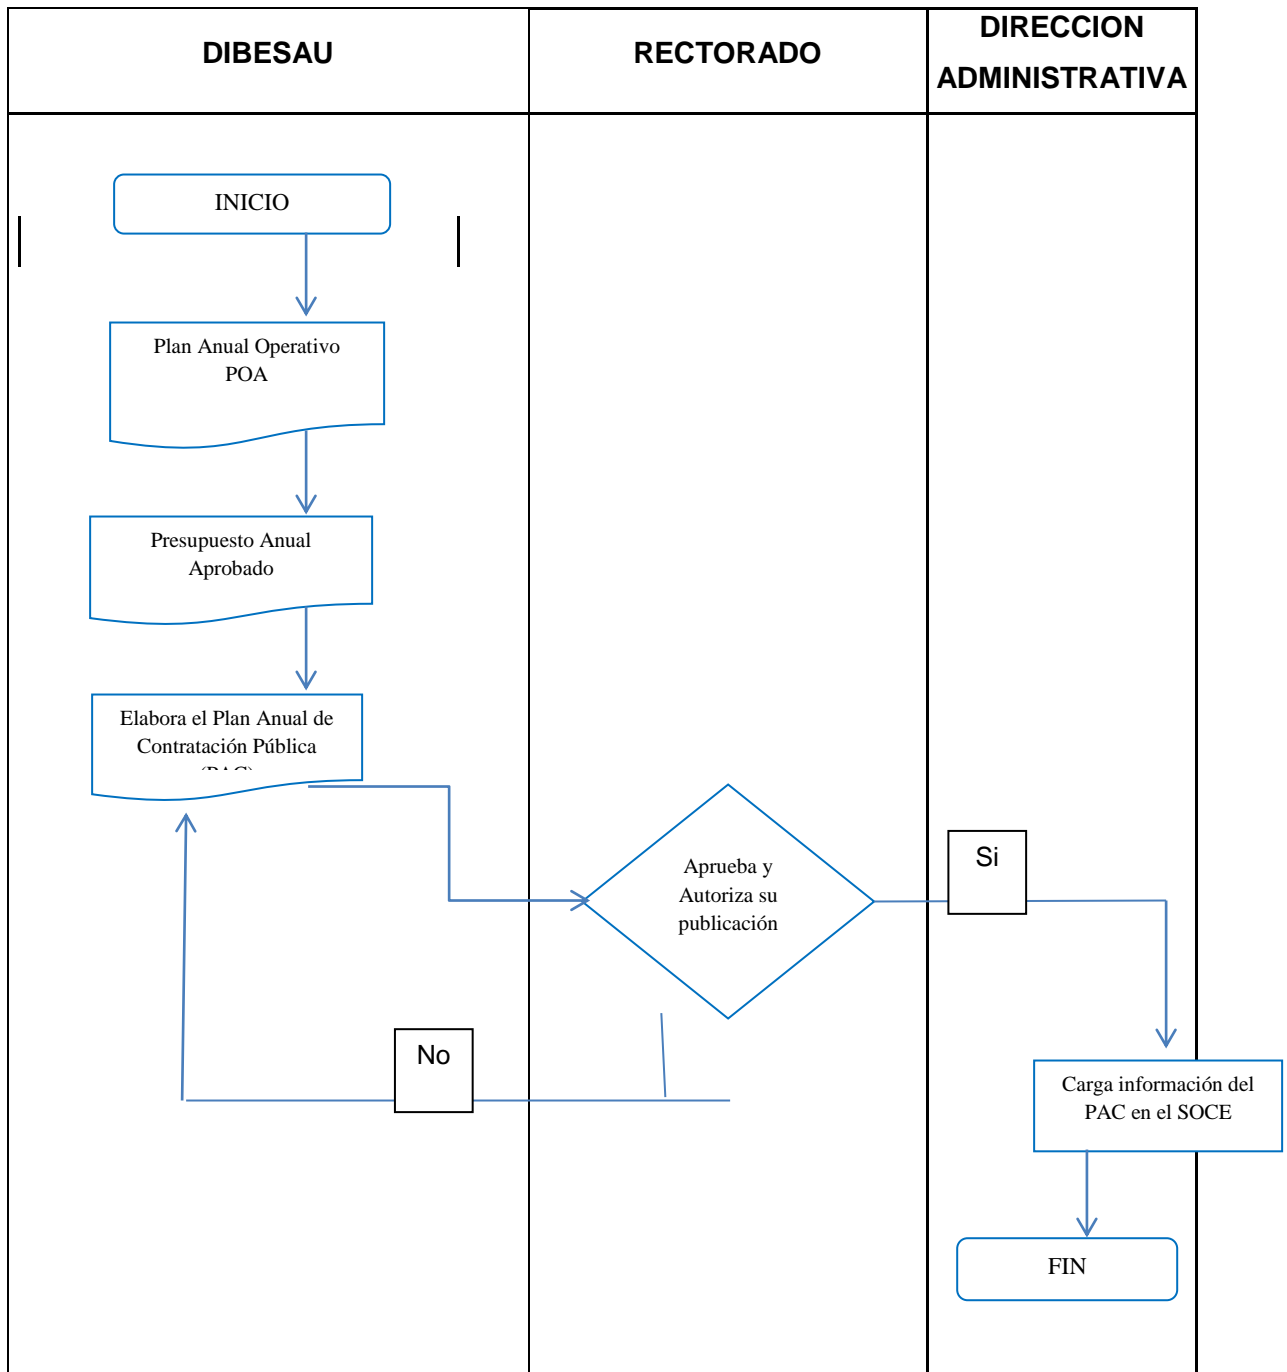 DIBESAU
RECTORADO
DIRECCION
ADMINISTRATIVA
INICIO
Plan Anual Operativo
POA
Presupuesto Anual
Aprobado
Elabora el Plan Anual de
Contratación Pública
(PAC)
Aprueba y
Autoriza su
publicación
Si
No
Carga información del
PAC en el SOCE
FIN